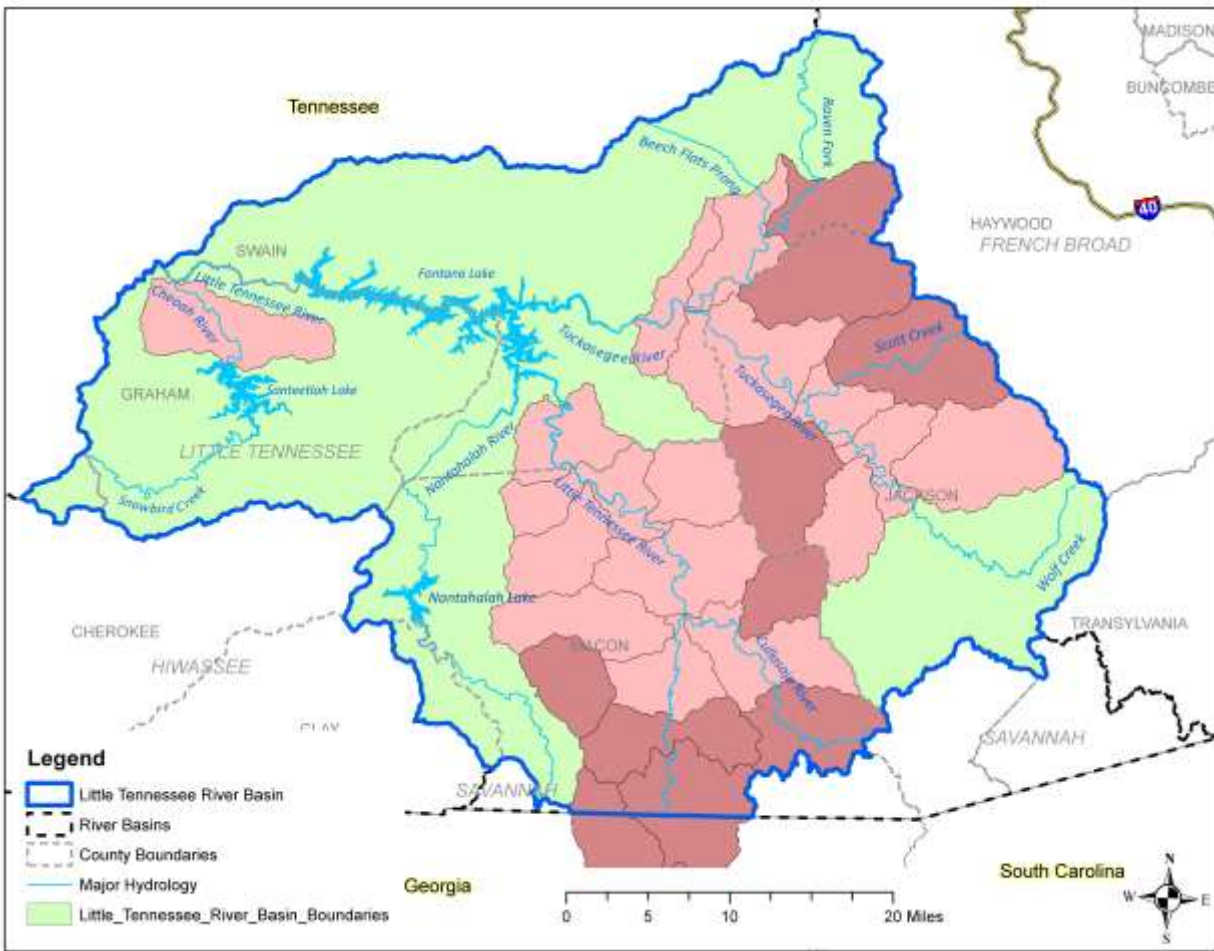 MADISON
BUNCOMBE
Tennessee
Raven Fork
Beech Flats Prong
40
HAYWOOD
FRENCH BROAD
SWAIN
Fontana Lake
Little Tennessee River
Cheoah River
Tuckasegee River
Scott Creek
Tuckasegee River
GRAHAM
Santeetlah Lake
LITTLE TENNESSEE
Nantahalah River
Snowbird Creek
Little Tennessee River
JACKSON
Wolf Creek
Nantahalah Lake
CHEROKEE
TRANSYLVANIA
HIWASSEE
MACON
Cullasaja River
CLAY
SAVANNAH
SAVANNAH
Legend
Little Tennessee River Basin
River Basins
County Boundaries
Major Hydrology
Little_Tennessee_River_Basin_Boundaries
Georgia
South Carolina
0 5 10 20 Miles
N
W E
S